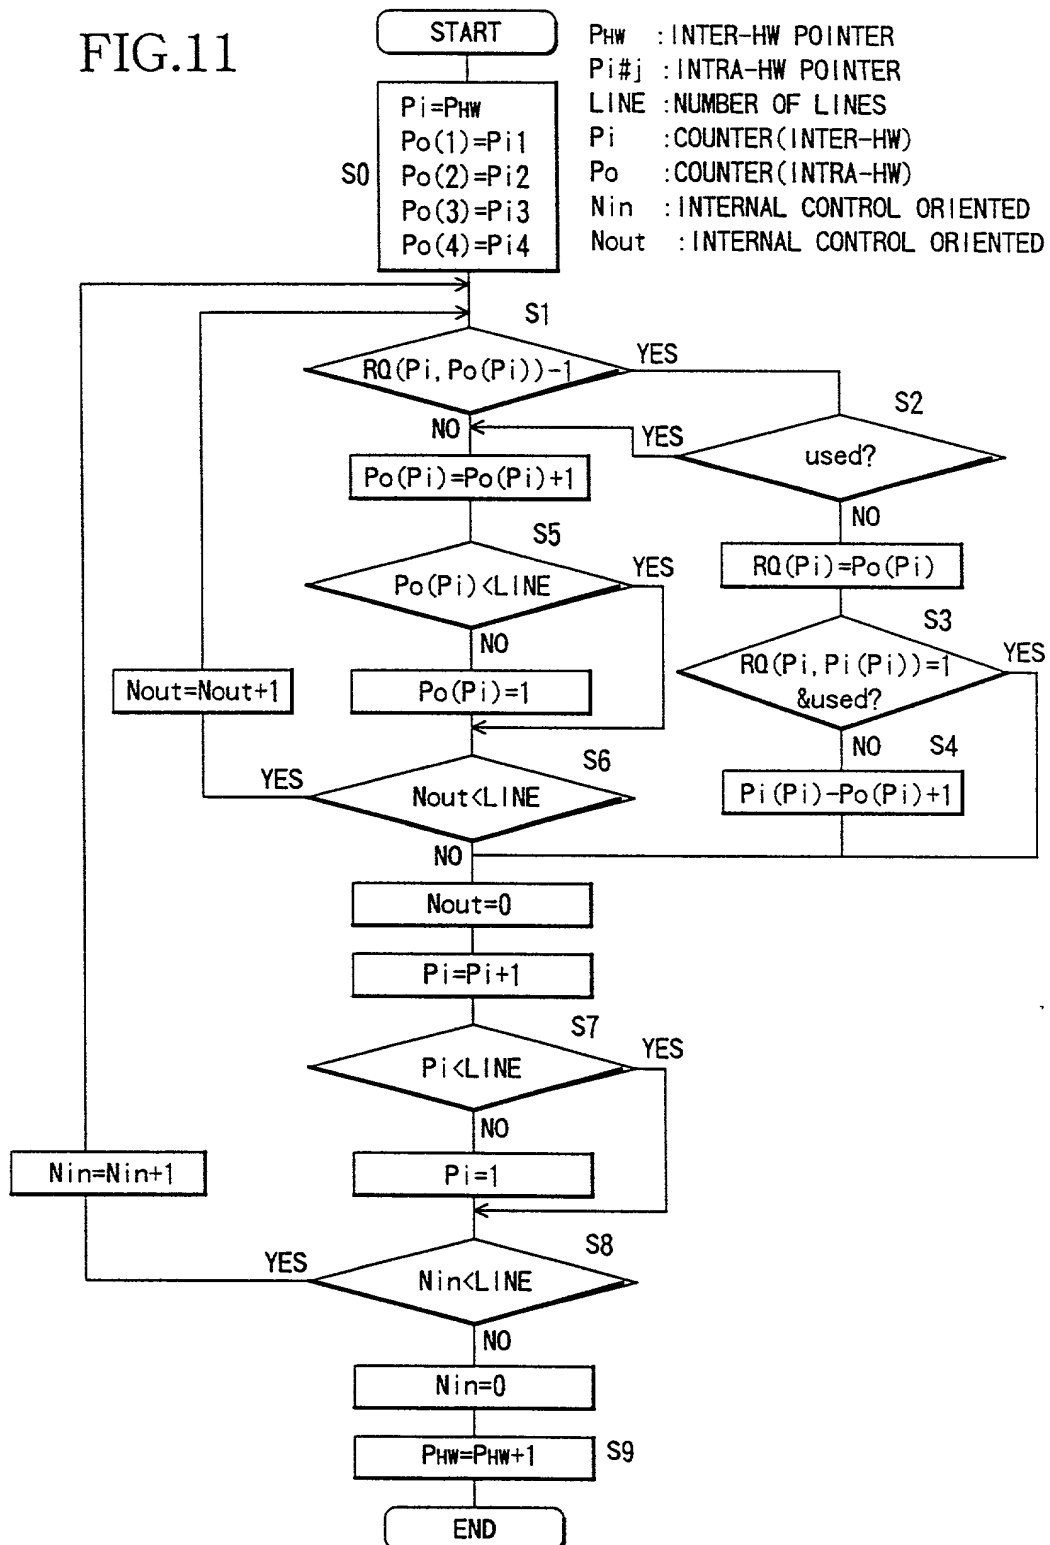 FIG.11
START
PHW : INTER-HW POINTER
Pi#j : INTRA-HW POINTER
LINE : NUMBER OF LINES
Pi : COUNTER(INTER-HW)
Po : COUNTER(INTRA-HW)
Nin : INTERNAL CONTROL ORIENTED
Nout : INTERNAL CONTROL ORIENTED
S0
Pi=PHW
Po(1)=Pi1
Po(2)=Pi2
Po(3)=Pi3
Po(4)=Pi4
S1
RQ(Pi,Po(Pi))-1
YES
NO
S2
used?
YES
NO
Po(Pi)=Po(Pi)+1
RQ(Pi)=Po(Pi)
S5
Po(Pi)<LINE
YES
NO
S3
RQ(Pi,Pi(Pi))=1
&used?
YES
NO
S4
Pi(Pi)-Po(Pi)+1
Po(Pi)=1
Nout=Nout+1
S6
Nout<LINE
YES
NO
Nout=0
Pi=Pi+1
S7
Pi<LINE
YES
NO
Pi=1
Nin=Nin+1
S8
Nin<LINE
YES
NO
Nin=0
PHW=PHW+1
S9
END